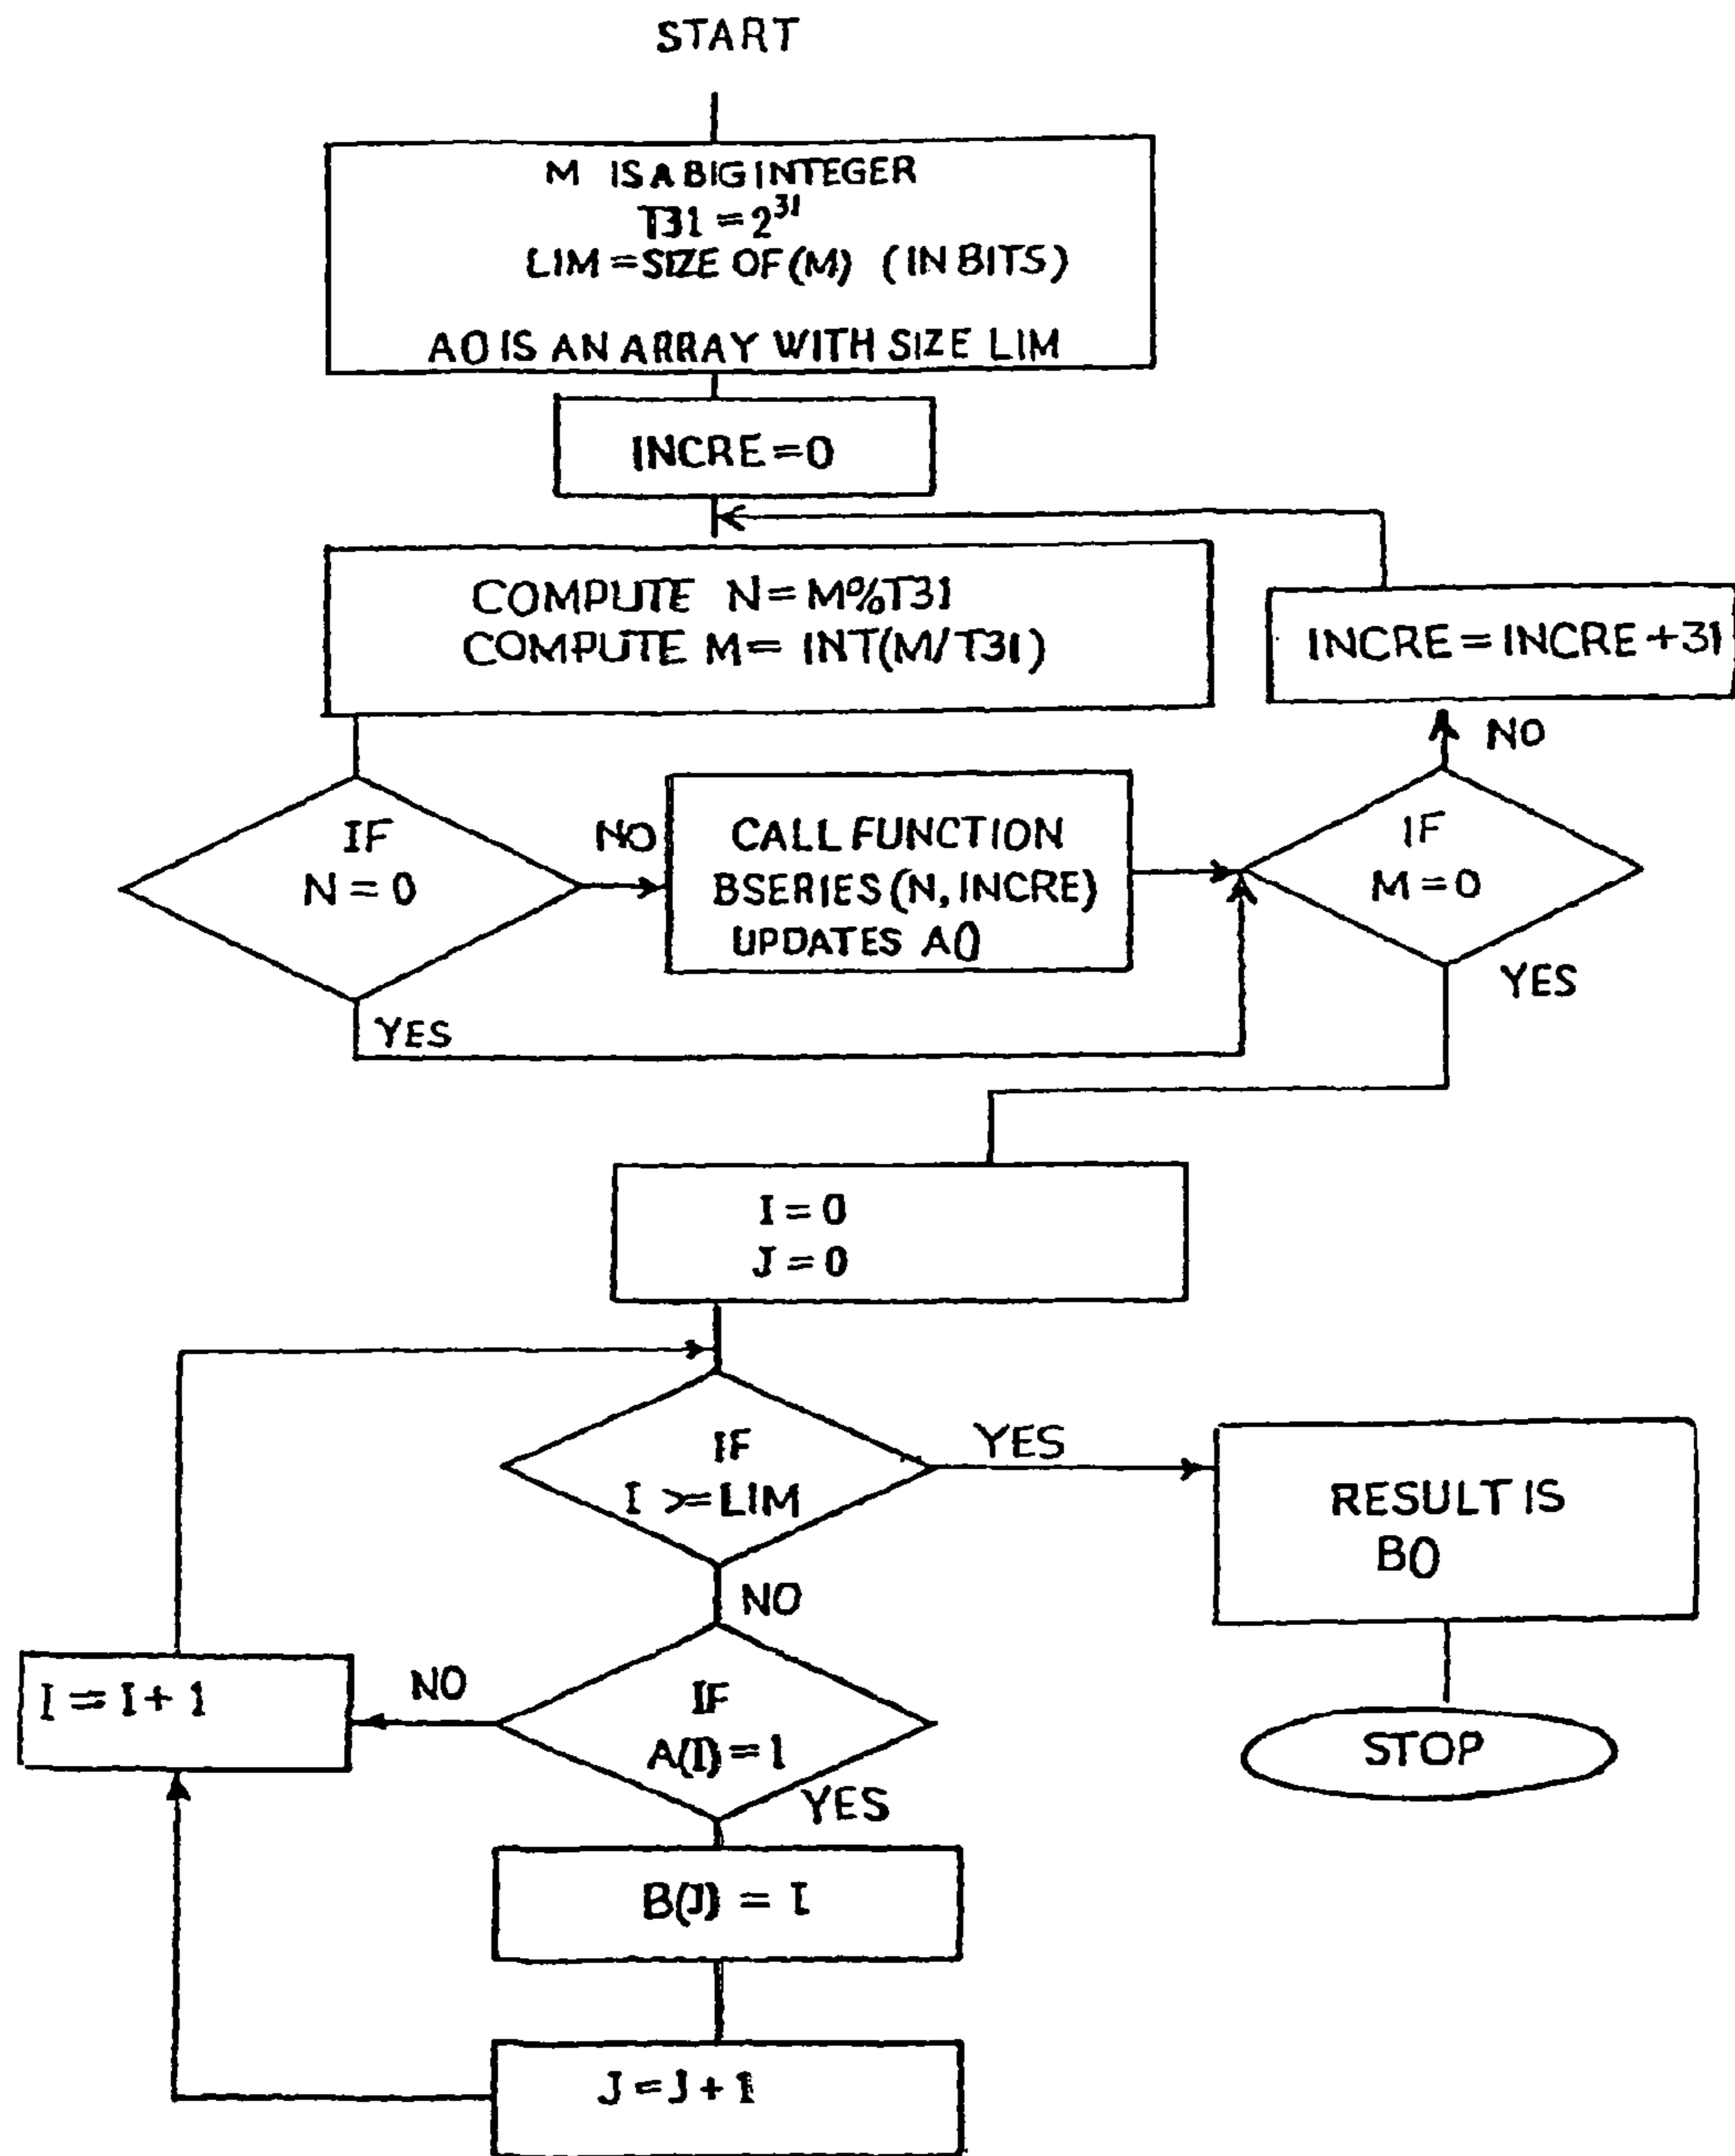 START
M IS A BIG INTEGER
T31 = 2³¹
LIM = SIZE OF (M) (IN BITS)
A() IS AN ARRAY WITH SIZE LIM
INCRE = 0
COMPUTE N = M%T31
COMPUTE M = INT(M/T31)
INCRE = INCRE + 31
NO
IF
N = 0
NO
CALL FUNCTION
BSERIES (N, INCRE)
UPDATES A()
IF
M = 0
YES
YES
I = 0
J = 0
IF
I >= LIM
YES
RESULT IS
B()
NO
I = I + 1
NO
IF
A(I) = 1
STOP
YES
B(J) = I
J = J + 1